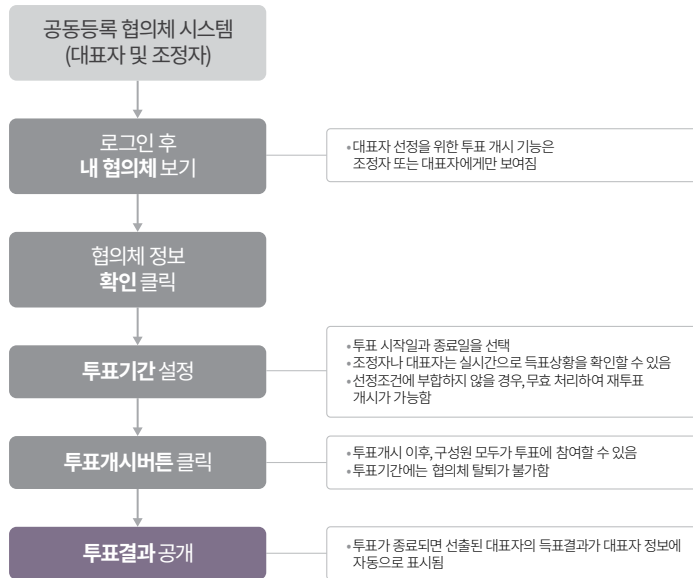 공동등록 협의체 시스템
(대표자 및 조정자)
로그인 후
내 협의체 보기
•대표자 선정을 위한 투표 개시 기능은
조정자 또는 대표자에게만 보여짐
협의체 정보
확인 클릭
투표기간 설정
•투표 시작일과 종료일을 선택
•조정자나 대표자는 실시간으로 득표상황을 확인할 수 있음
•선정조건에 부합하지 않을 경우, 무효 처리하여 재투표
개시가 가능함
투표개시버튼 클릭
•투표개시 이후, 구성원 모두가 투표에 참여할 수 있음
•투표기간에는 협의체 탈퇴가 불가함
투표결과 공개
•투표가 종료되면 선출된 대표자의 득표결과가 대표자 정보에
자동으로 표시됨